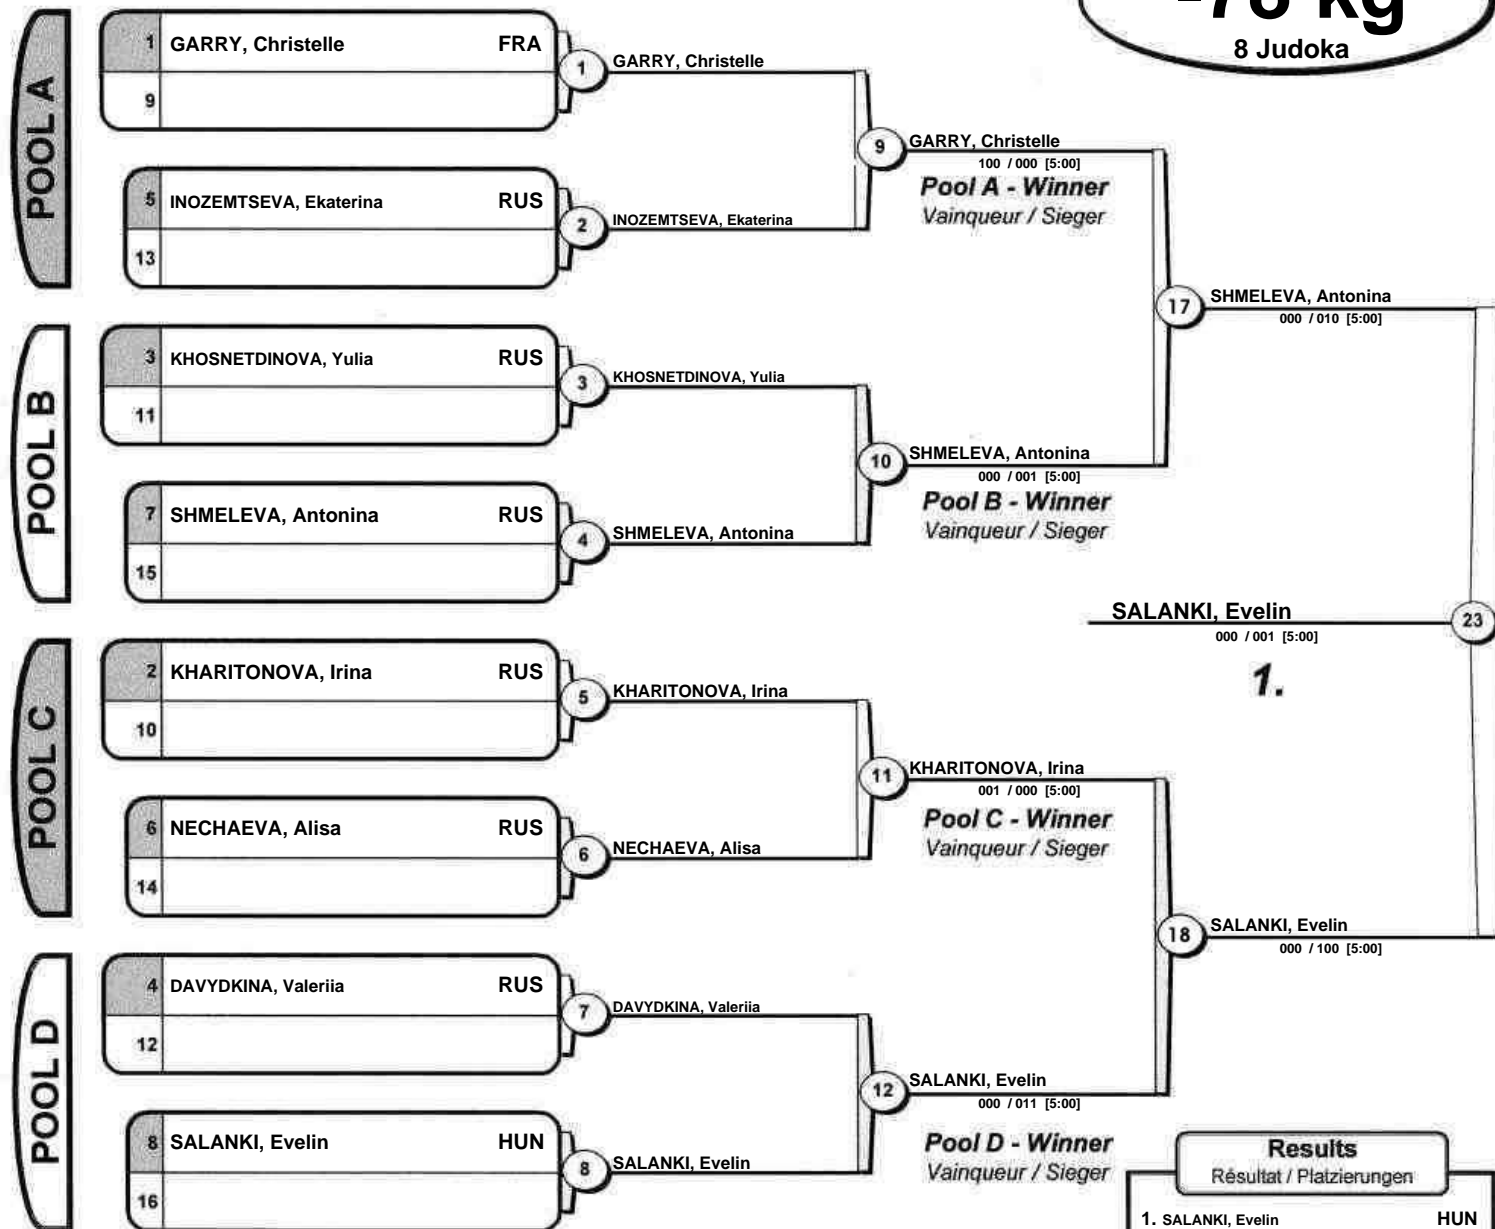 -78 kg
8 Judoka
POOL A
1 GARRY, Christelle FRA
9
1 GARRY, Christelle
5 INOZEMTSEVA, Ekaterina RUS
13
2 INOZEMTSEVA, Ekaterina
9 GARRY, Christelle
100 / 000 [5:00]
Pool A - Winner
Vainqueur / Sieger
POOL B
3 KHOSNETDINOVA, Yulia RUS
11
3 KHOSNETDINOVA, Yulia
7 SHMELEVA, Antonina RUS
15
4 SHMELEVA, Antonina
10 SHMELEVA, Antonina
000 / 001 [5:00]
Pool B - Winner
Vainqueur / Sieger
17 SHMELEVA, Antonina
000 / 010 [5:00]
SALANKI, Evelin 23
000 / 001 [5:00]
1.
POOL C
2 KHARITONOVA, Irina RUS
10
5 KHARITONOVA, Irina
6 NECHAEVA, Alisa RUS
14
6 NECHAEVA, Alisa
11 KHARITONOVA, Irina
001 / 000 [5:00]
Pool C - Winner
Vainqueur / Sieger
18 SALANKI, Evelin
000 / 100 [5:00]
POOL D
4 DAVYDKINA, Valeriia RUS
12
7 DAVYDKINA, Valeriia
8 SALANKI, Evelin HUN
16
8 SALANKI, Evelin
12 SALANKI, Evelin
000 / 011 [5:00]
Pool D - Winner
Vainqueur / Sieger
Results
Résultat / Platzierungen
1. SALANKI, Evelin HUN